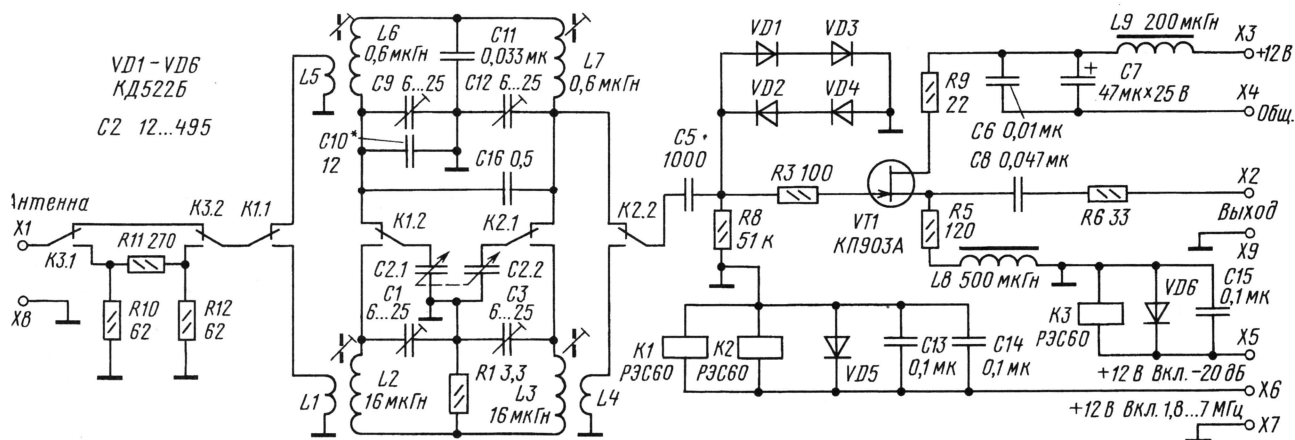 VD1–VD6
КД522Б
C2 12...495
L6
0,6 мкГн
C11
0,033 мк
L7
0,6 мкГн
L5
C9 6...25
C12 6...25
C10*
12
C16 0,5
VD1
VD3
VD2
VD4
L9 200 мкГн
X3
+12 В
R9
22
C7
47 мк × 25 В
X4
Общ.
C6 0,01 мк
C5
1000
C8 0,047 мк
R3 100
X2
Выход
VT1
КП903А
R6 33
R8
51 к
R5
120
X9
Антенна
X1
K3.2
K1.1
K1.2
K2.1
K2.2
R11 270
K3.1
C2.1
C2.2
X8
R10
62
R12
62
C1
6...25
C3
6...25
L8 500 мкГн
C15
0,1 мк
VD6
K3
РЭС60
X5
K1
РЭС60
K2
РЭС60
VD5
C13
0,1 мк
C14
0,1 мк
+12 В Вкл. –20 дБ
X6
+12 В Вкл. 1,8...7 МГц
X7
L1
L2
16 мкГн
R1 3,3
L3
16 мкГн
L4